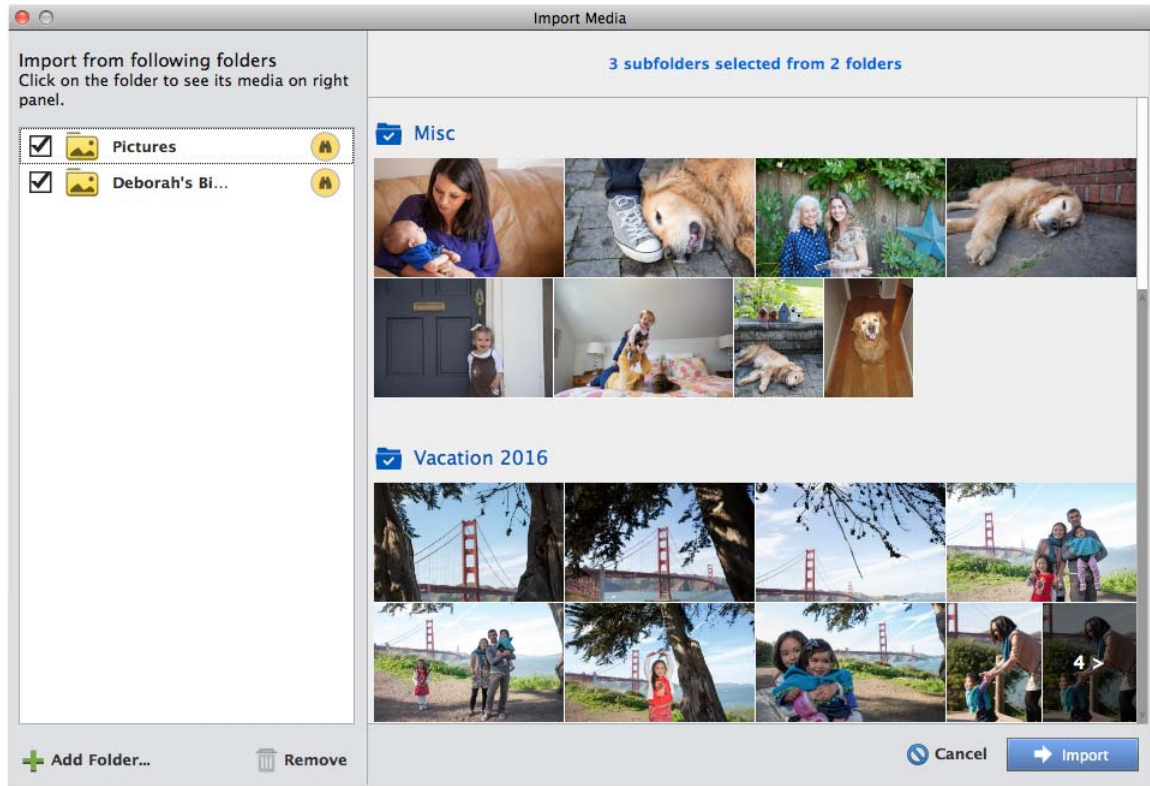 Import Media
Import from following folders
Click on the folder to see its media on right
panel.
Pictures
Deborah's Bi...
Add Folder...
Remove
3 subfolders selected from 2 folders
Misc
Vacation 2016
4 >
Cancel
Import